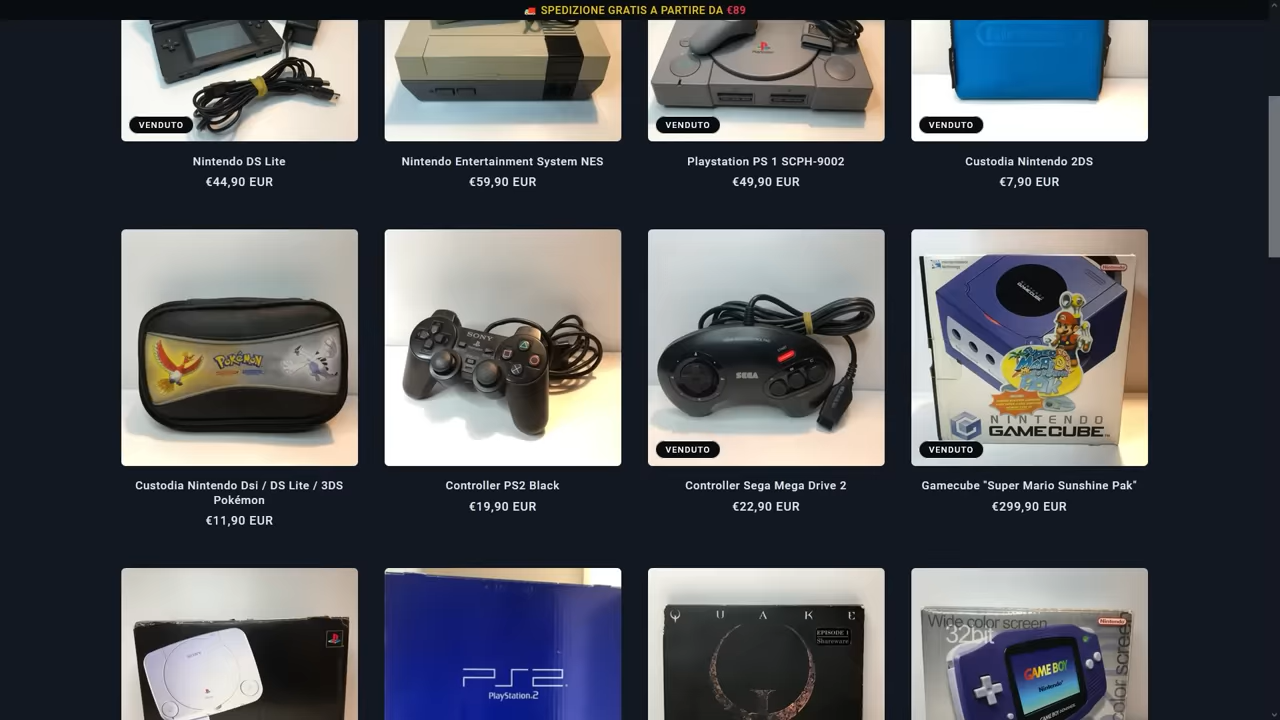 SPEDIZIONE GRATIS A PARTIRE DA €89
VENDUTO
VENDUTO
VENDUTO
Nintendo DS Lite
Nintendo Entertainment System NES
Playstation PS 1 SCPH-9002
Custodia Nintendo 2DS
€44,90 EUR
€59,90 EUR
€49,90 EUR
€7,90 EUR
Pokémon
SONY
SEGA
Nintendo
NINTENDO
GAMECUBE
VENDUTO
VENDUTO
Custodia Nintendo Dsi / DS Lite / 3DS
Pokémon
Controller PS2 Black
Controller Sega Mega Drive 2
Gamecube "Super Mario Sunshine Pak"
€11,90 EUR
€19,90 EUR
€22,90 EUR
€299,90 EUR
PS2
PlayStation.2
QUAKE
EPISODE 1
Shareware
Wide color screen
32bit
Nintendo
GAME BOY
Nintendo
color screen